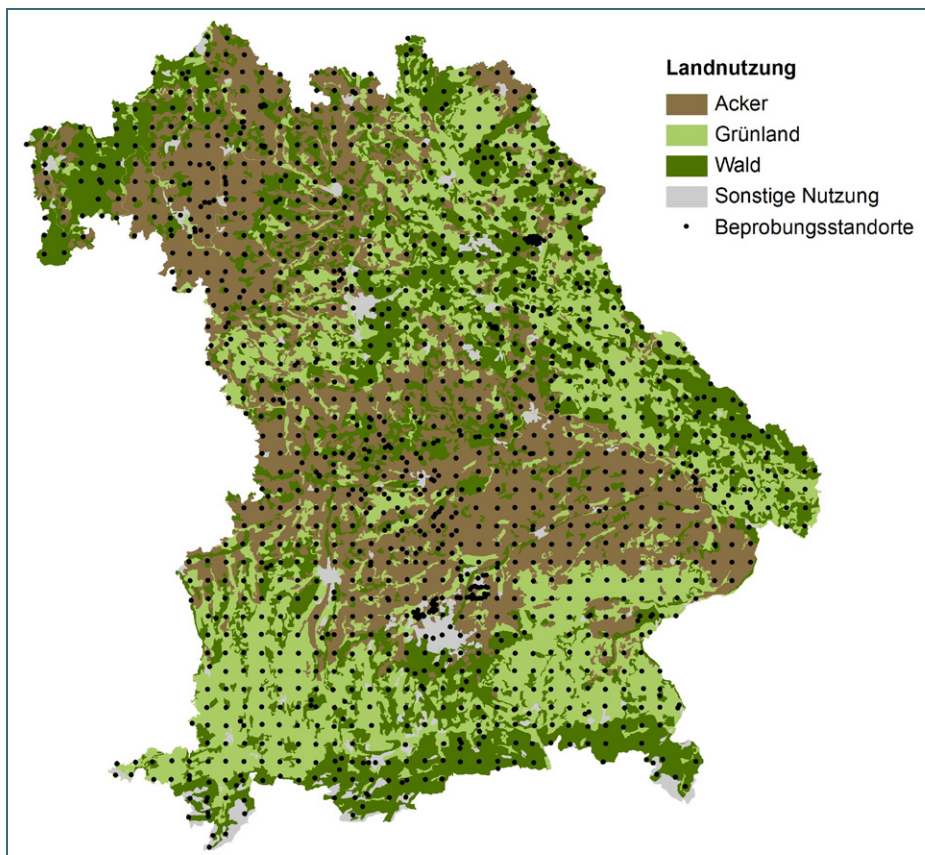 Landnutzung
Acker
Grünland
Wald
Sonstige Nutzung
Beprobungsstandorte